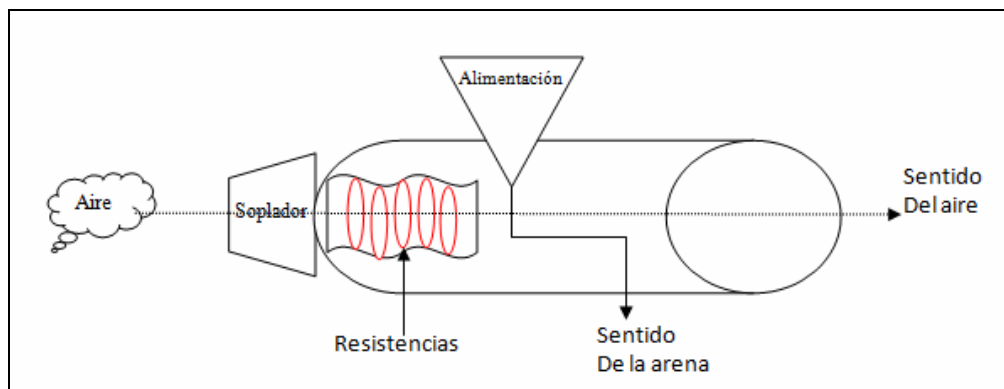 Alimentación
Aire
Soplador
Sentido
Del aire
Resistencias
Sentido
De la arena